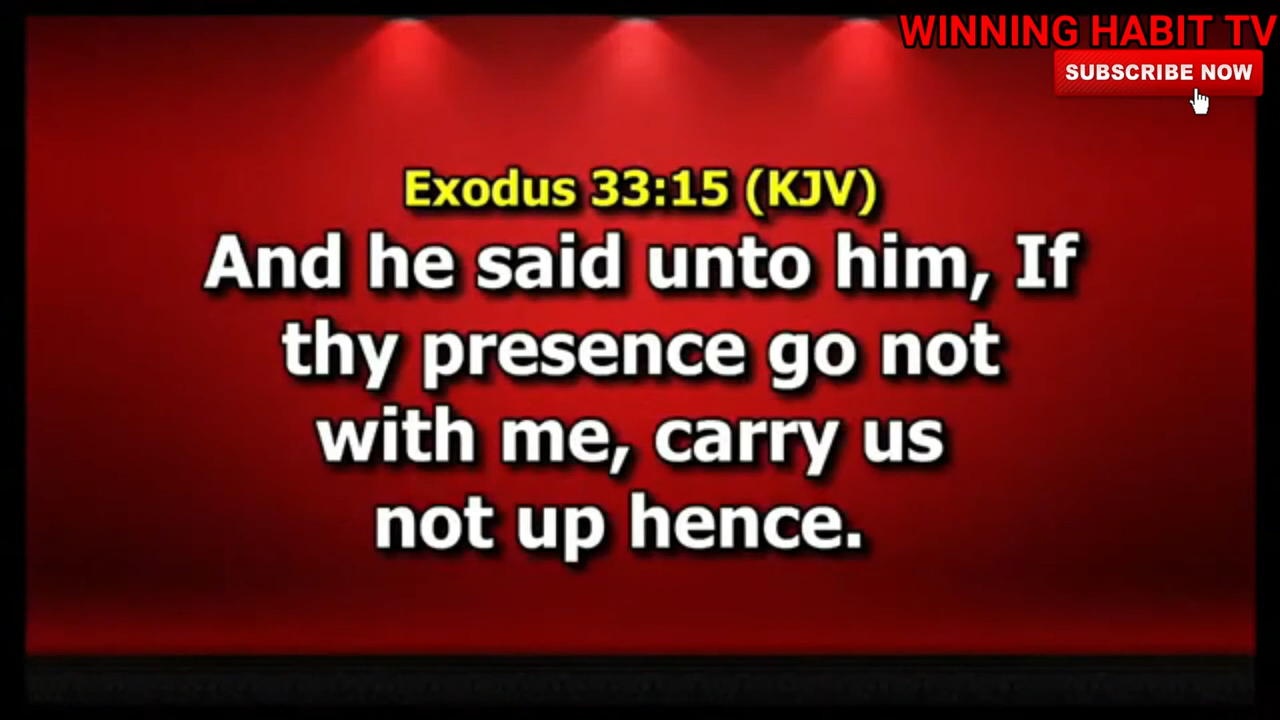 WINNING HABIT TV
SUBSCRIBE NOW
Exodus 33:15 (KJV)
And he said unto him, If
thy presence go not
with me, carry us
not up hence.